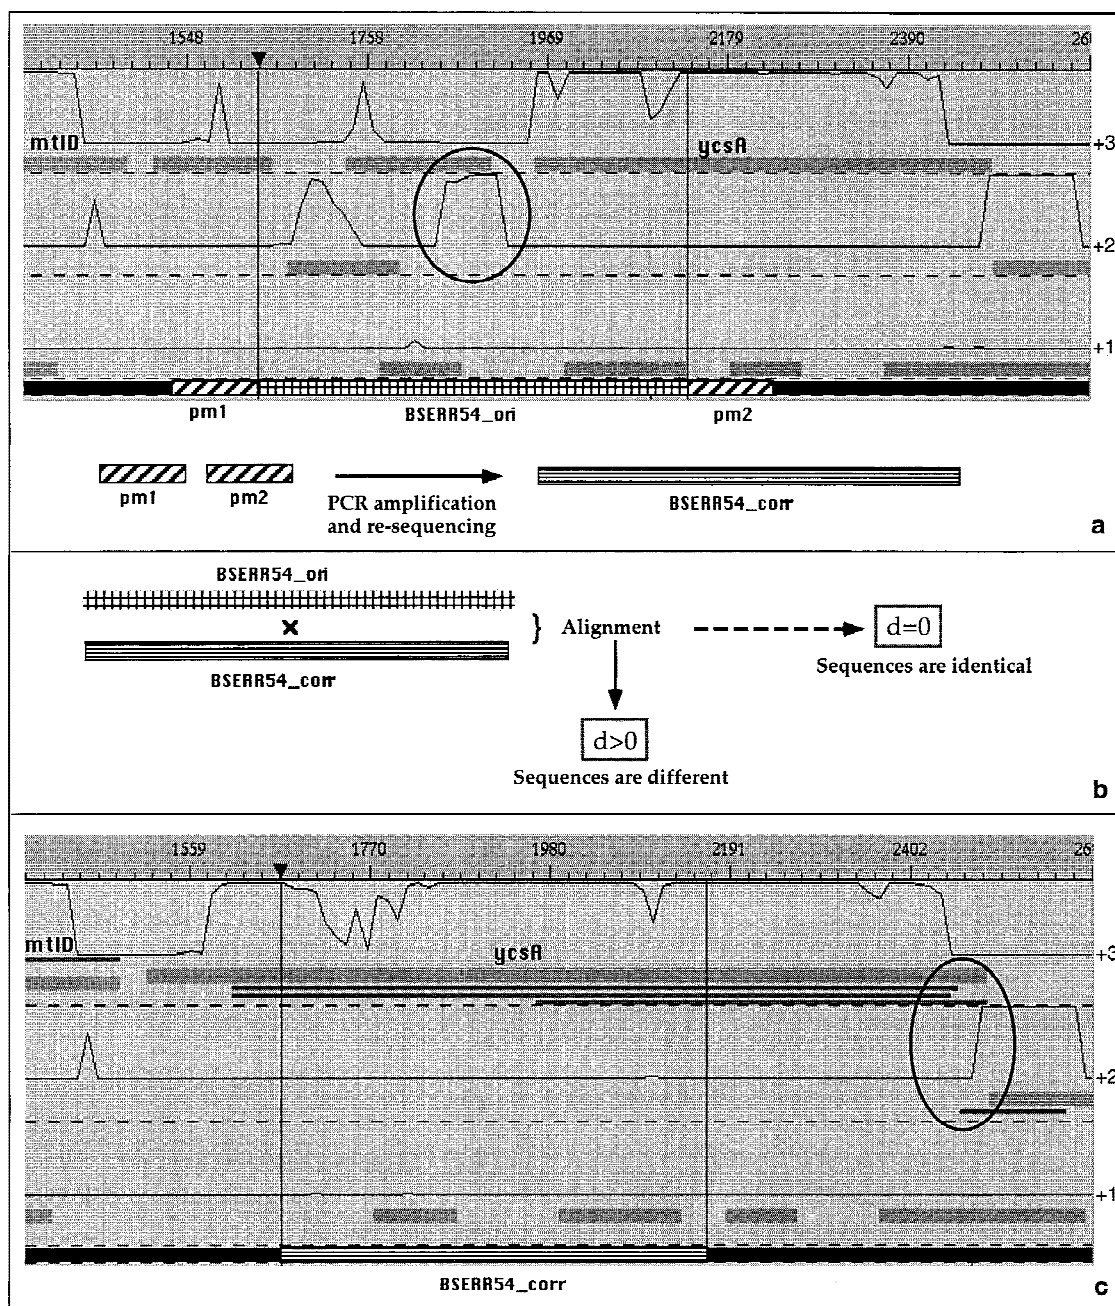 1548 1758 1969 2179 2390 26
mtlD
ycsA
+3
+2
+1
pm1 BSERR54_ori pm2
pm1 pm2
PCR amplification
and re-sequencing
BSERR54_corr
a
BSERR54_ori
x
BSERR54_corr
} Alignment
d=0
Sequences are identical
d>0
Sequences are different
b
1559 1770 1980 2191 2402 26
mtlD
ycsA
+3
+2
+1
BSERR54_corr
c